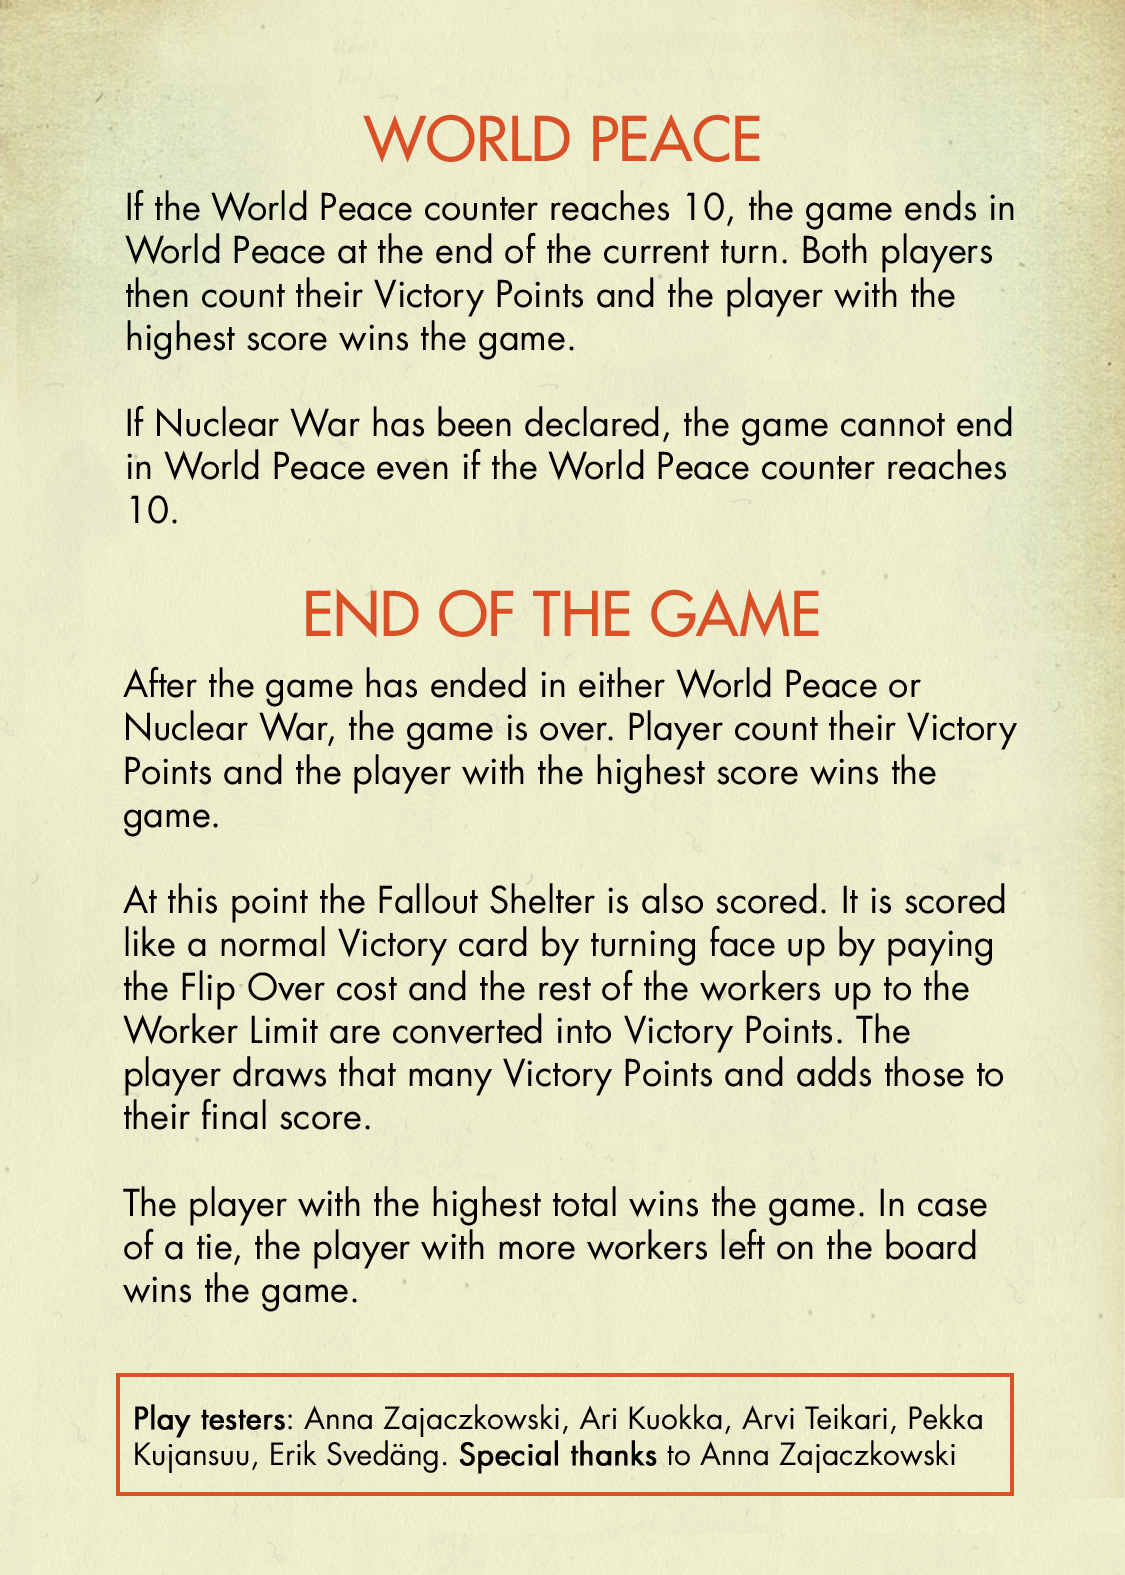 WORLD PEACE
If the World Peace counter reaches 10, the game ends in
World Peace at the end of the current turn. Both players
then count their Victory Points and the player with the
highest score wins the game.
If Nuclear War has been declared, the game cannot end
in World Peace even if the World Peace counter reaches
10.
END OF THE GAME
After the game has ended in either World Peace or
Nuclear War, the game is over. Player count their Victory
Points and the player with the highest score wins the
game.
At this point the Fallout Shelter is also scored. It is scored
like a normal Victory card by turning face up by paying
the Flip Over cost and the rest of the workers up to the
Worker Limit are converted into Victory Points. The
player draws that many Victory Points and adds those to
their final score.
The player with the highest total wins the game. In case
of a tie, the player with more workers left on the board
wins the game.
Play testers: Anna Zajaczkowski, Ari Kuokka, Arvi Teikari, Pekka
Kujansuu, Erik Svedäng. Special thanks to Anna Zajaczkowski